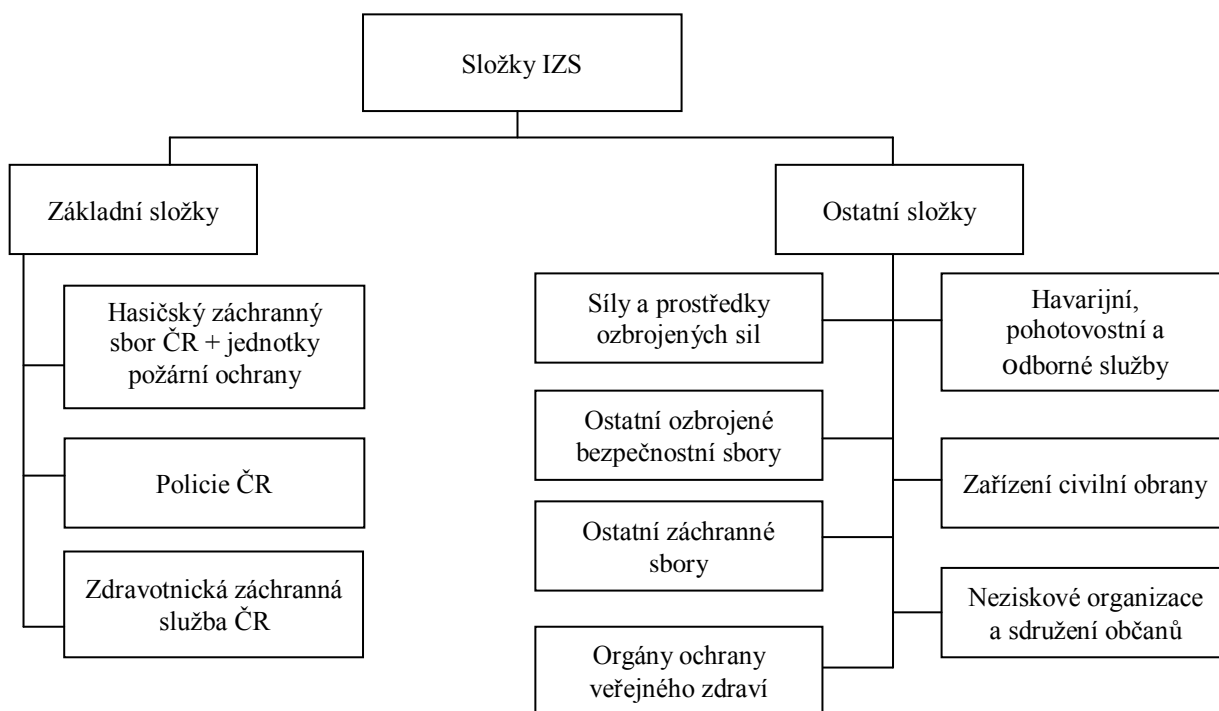 Složky IZS
Základní složky
Ostatní složky
Hasičský záchranný
sbor ČR + jednotky
požární ochrany
Policie ČR
Zdravotnická záchranná
služba ČR
Síly a prostředky
ozbrojených sil
Ostatní ozbrojené
bezpečnostní sbory
Ostatní záchranné
sbory
Orgány ochrany
veřejného zdraví
Havarijní,
pohotovostní a
odborné služby
Zařízení civilní obrany
Neziskové organizace
a sdružení občanů